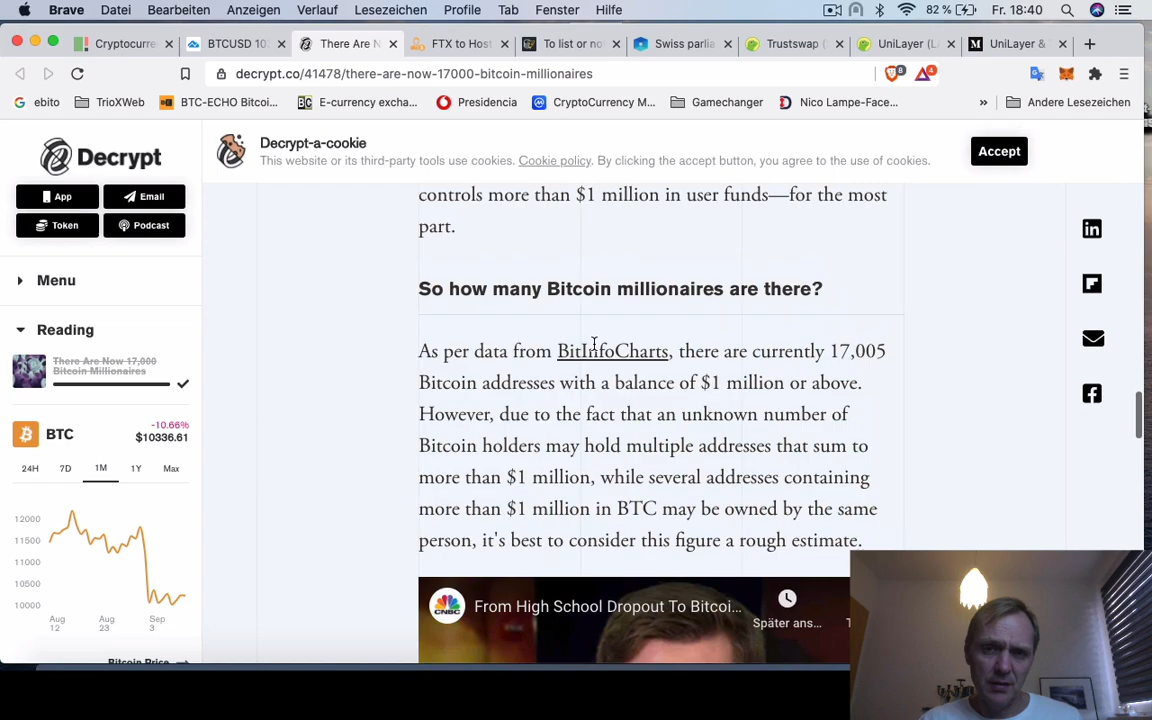 Brave Datei Bearbeiten Anzeigen Verlauf Lesezeichen Profile Tab Fenster Hilfe 82 % Fr. 18:40
Cryptocurre BTCUSD 10 There Are N FTX to Host To list or no Swiss parlia Trustswap ( UniLayer (L UniLayer &
decrypt.co/41478/there-are-now-17000-bitcoin-millionaires 8 4
ebito TrioXWeb BTC-ECHO Bitcoi... E-currency excha... Presidencia CryptoCurrency M... Gamechanger Nico Lampe-Face... » Andere Lesezeichen
Decrypt
App Email
Token Podcast
Menu
Reading
There Are Now 17,005
Bitcoin Millionaires
BTC -10.66%
$10336.61
24H 7D 1M 1Y Max
12000
11500
11000
10500
10000
Aug Aug Sep
12 23 3
Bitcoin Price
Decrypt-a-cookie
This website or its third-party tools use cookies. Cookie policy. By clicking the accept button, you agree to the use of cookies.
Accept
controls more than $1 million in user funds—for the most
part.
So how many Bitcoin millionaires are there?
As per data from BitInfoCharts, there are currently 17,005
Bitcoin addresses with a balance of $1 million or above.
However, due to the fact that an unknown number of
Bitcoin holders may hold multiple addresses that sum to
more than $1 million, while several addresses containing
more than $1 million in BTC may be owned by the same
person, it's best to consider this figure a rough estimate.
CNBC
From High School Dropout To Bitcoi...
Später ans...